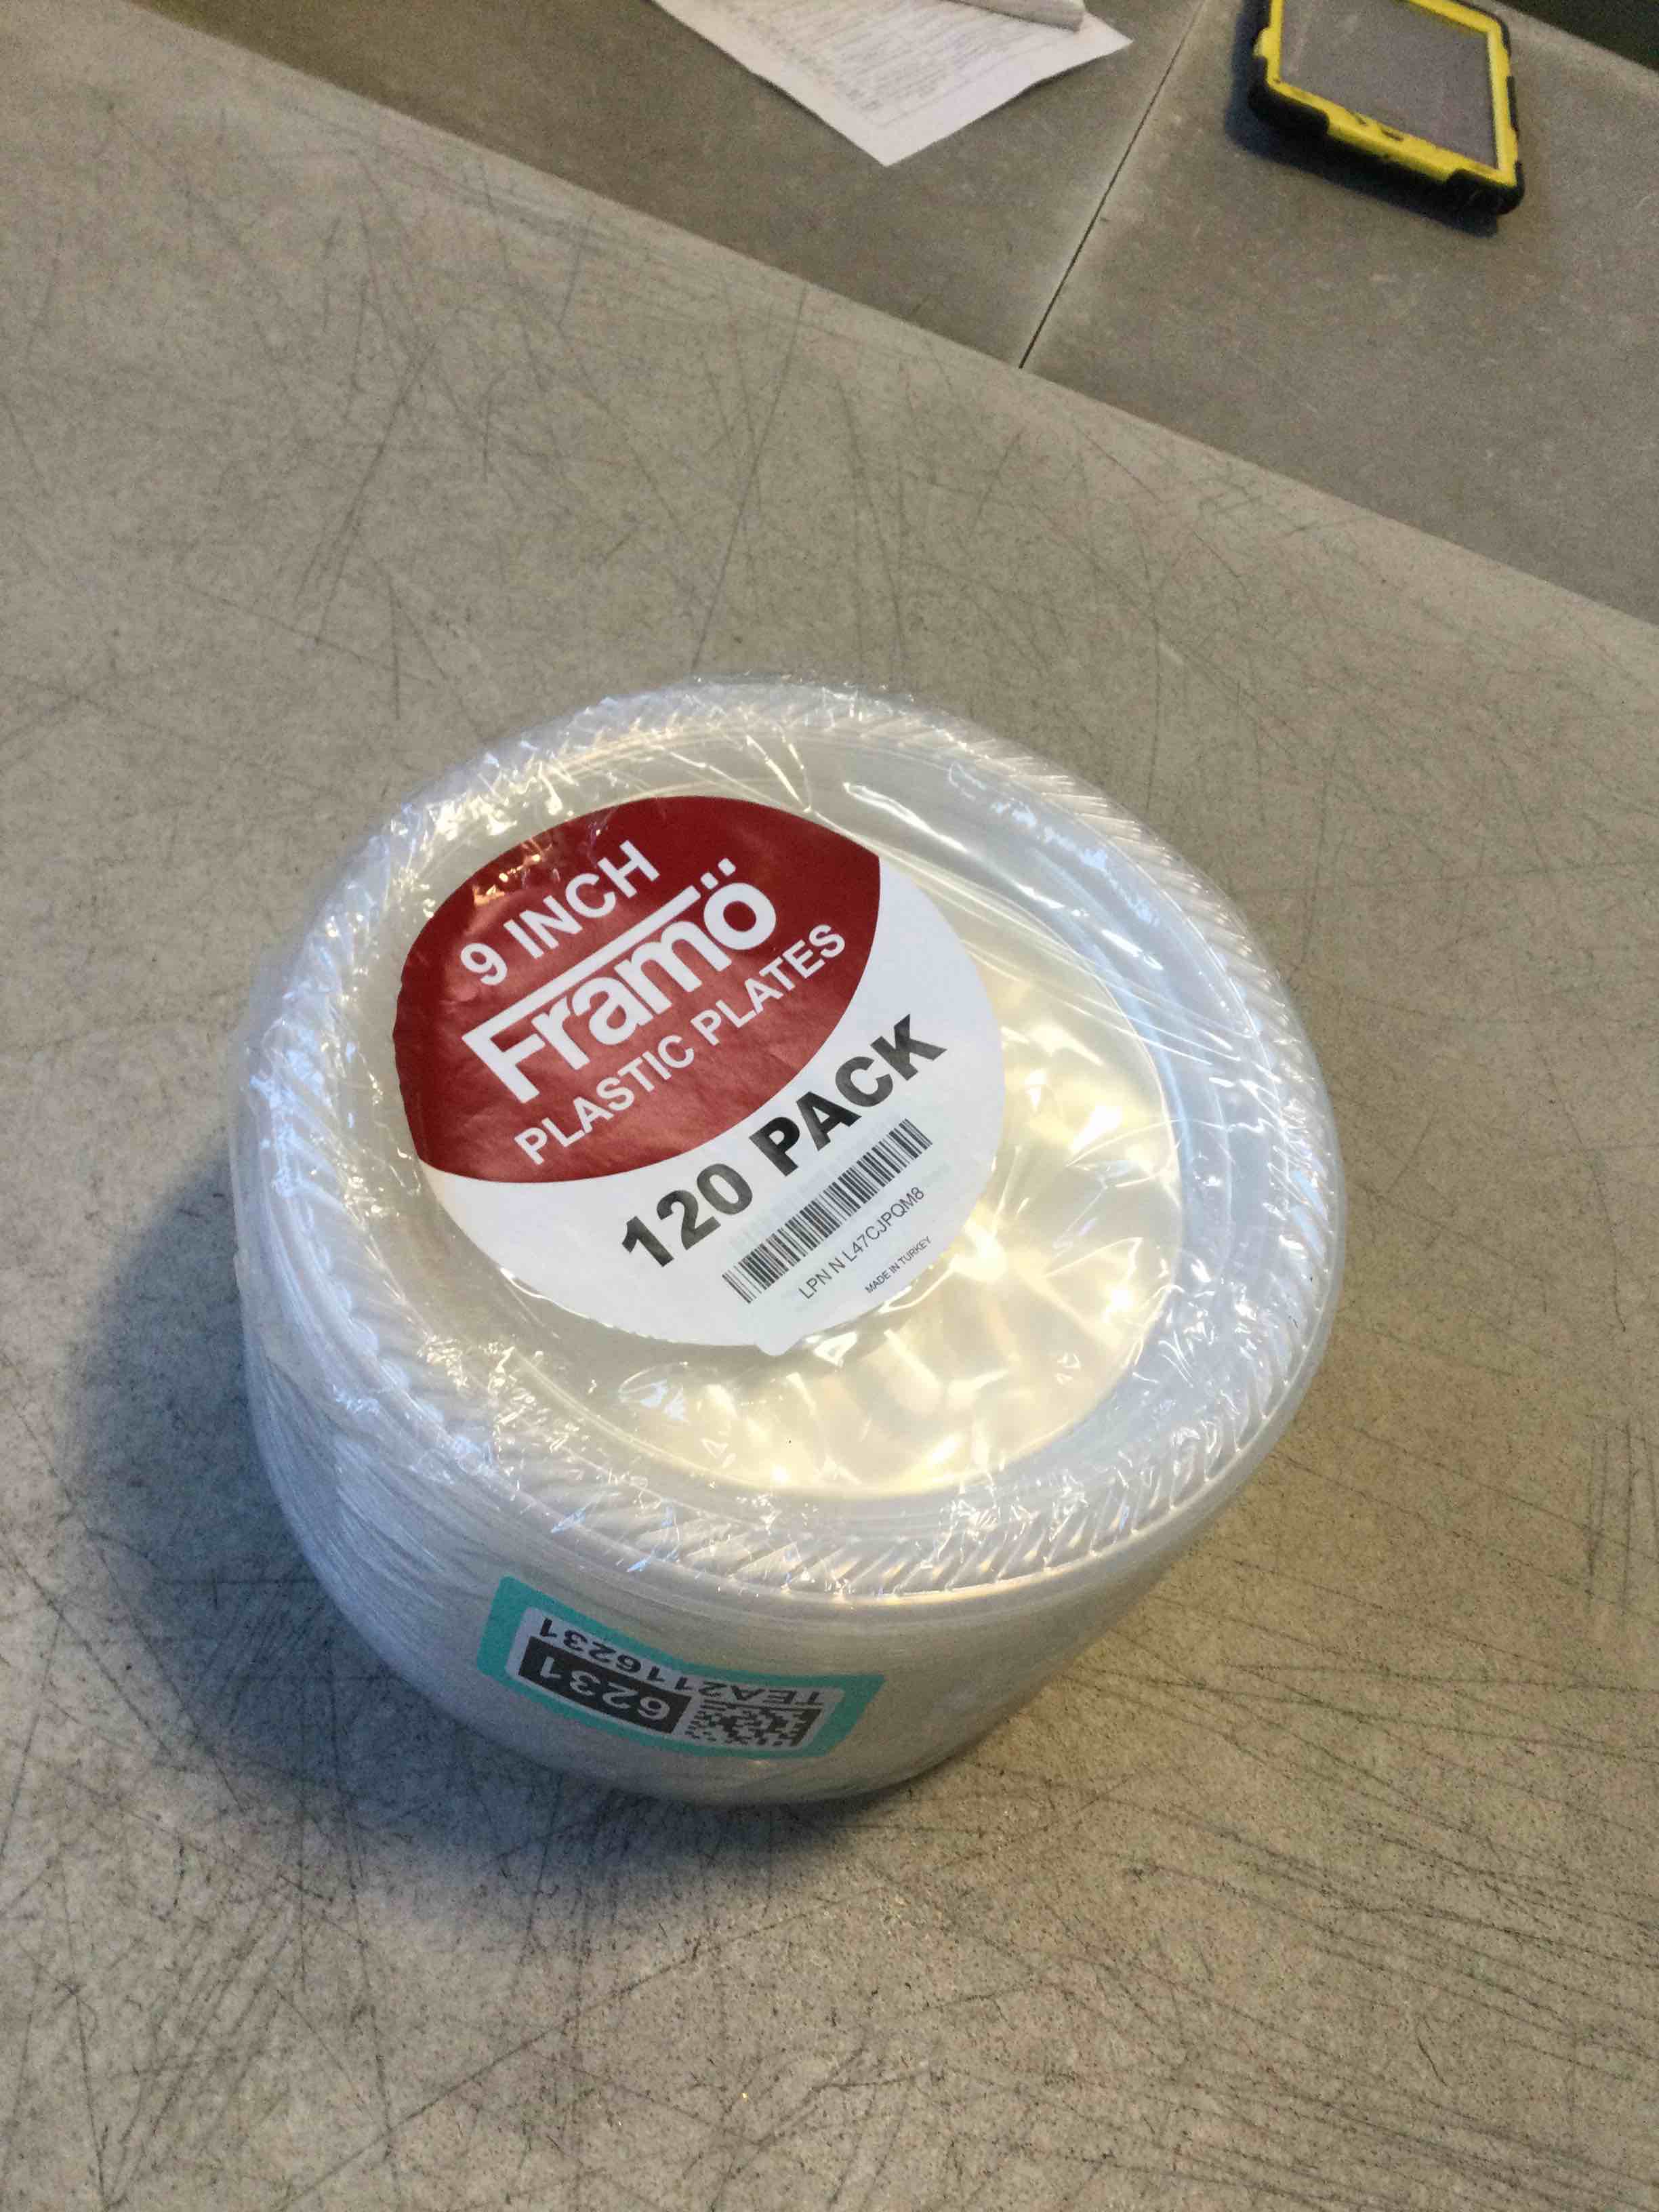 9 INCH
Framö
PLASTIC PLATES
120 PACK
LPN N L47CJPQM8
MADE IN TURKEY
TEA2116231
6231